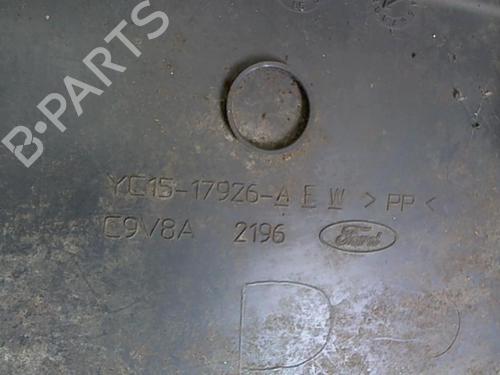 B-PARTS
YC15-17926-A E W > PP <
C9V8A 2196 Ford
D